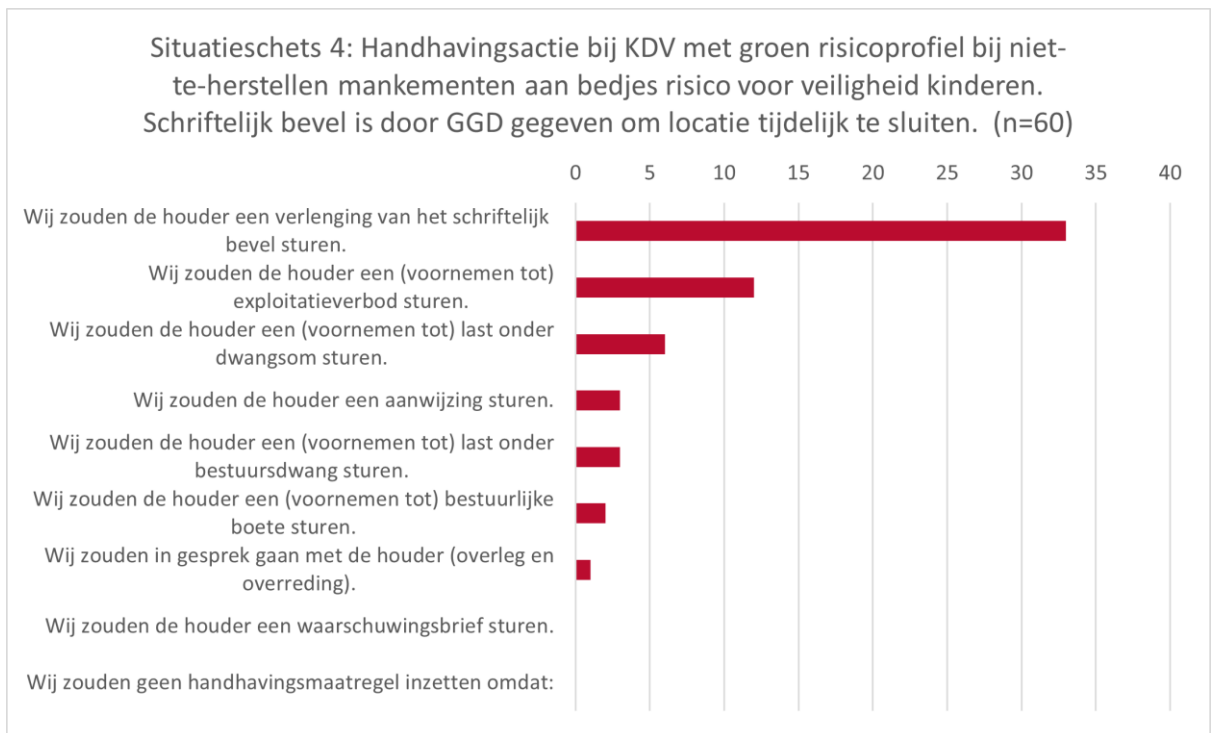 Situatieschets 4: Handhavingsactie bij KDV met groen risicoprofiel bij niet-
te-herstellen mankementen aan bedjes risico voor veiligheid kinderen.
Schriftelijk bevel is door GGD gegeven om locatie tijdelijk te sluiten.  (n=60)
0 5 10 15 20 25 30 35 40
Wij zouden de houder een verlenging van het schriftelijk
bevel sturen.
Wij zouden de houder een (voornemen tot)
exploitatieverbod sturen.
Wij zouden de houder een (voornemen tot) last onder
dwangsom sturen.
Wij zouden de houder een aanwijzing sturen.
Wij zouden de houder een (voornemen tot) last onder
bestuursdwang sturen.
Wij zouden de houder een (voornemen tot) bestuurlijke
boete sturen.
Wij zouden in gesprek gaan met de houder (overleg en
overreding).
Wij zouden de houder een waarschuwingsbrief sturen.
Wij zouden geen handhavingsmaatregel inzetten omdat: